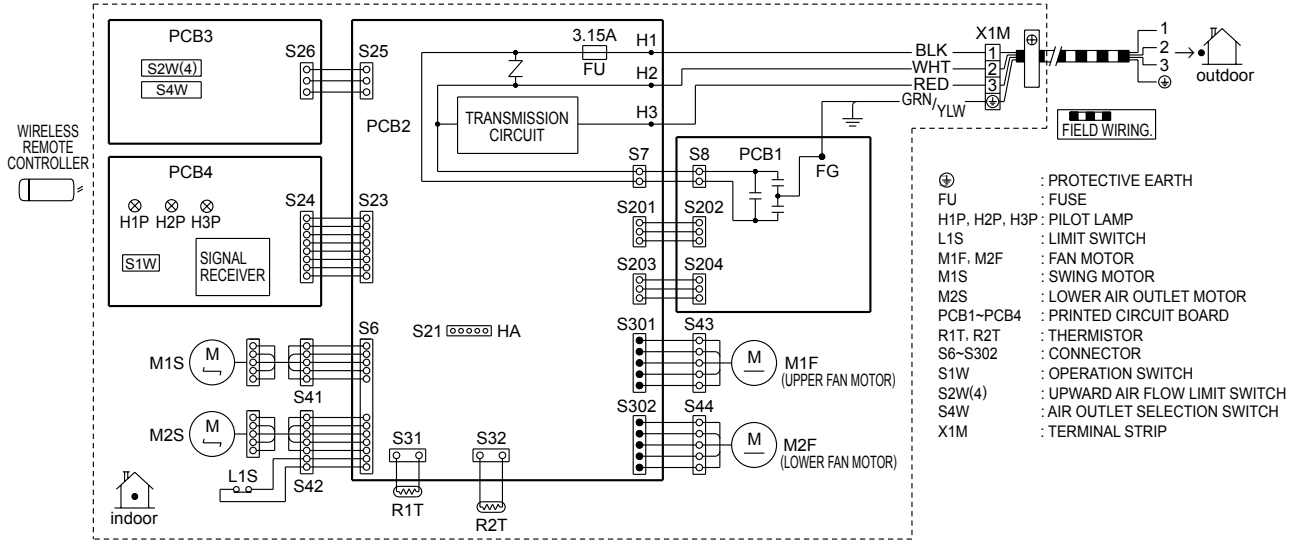 PCB3
S2W(4)
S4W
S26
S25
3.15A
FU
H1
H2
H3
PCB2
TRANSMISSION
CIRCUIT
BLK
WHT
RED
GRN/YLW
X1M
1
2
3
1
2
3
outdoor
FIELD WIRING.
WIRELESS
REMOTE
CONTROLLER
PCB4
H1P H2P H3P
S1W
SIGNAL
RECEIVER
S24
S23
S7
S8
PCB1
FG
S201
S202
S203
S204
S21
HA
S6
S301
S43
M1S
M
S41
M
M1F
(UPPER FAN MOTOR)
M2S
M
S302
S44
M
M2F
(LOWER FAN MOTOR)
L1S
S42
S31
S32
R1T
R2T
indoor
: PROTECTIVE EARTH
FU : FUSE
H1P, H2P, H3P : PILOT LAMP
L1S : LIMIT SWITCH
M1F, M2F : FAN MOTOR
M1S : SWING MOTOR
M2S : LOWER AIR OUTLET MOTOR
PCB1~PCB4 : PRINTED CIRCUIT BOARD
R1T, R2T : THERMISTOR
S6~S302 : CONNECTOR
S1W : OPERATION SWITCH
S2W(4) : UPWARD AIR FLOW LIMIT SWITCH
S4W : AIR OUTLET SELECTION SWITCH
X1M : TERMINAL STRIP